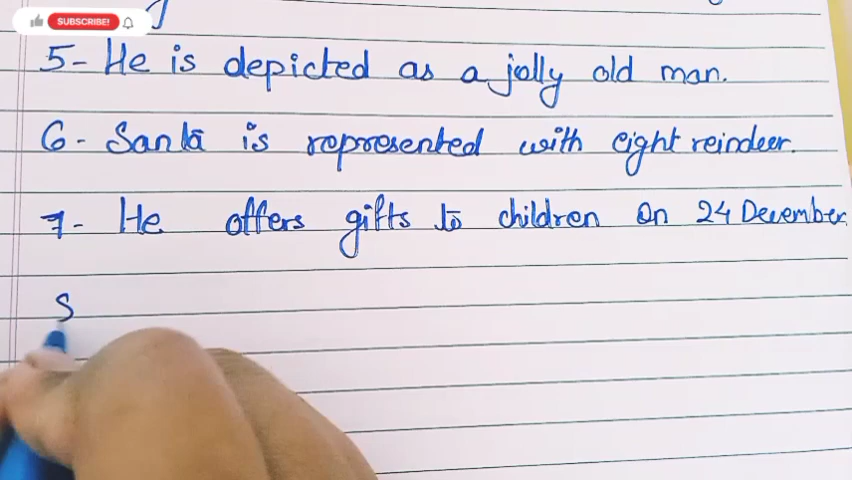 SUBSCRIBE!
5- He is depicted as a jolly old man.
6- Santa is represented with eight reindeer.
7- He offers gifts to children on 24 December.